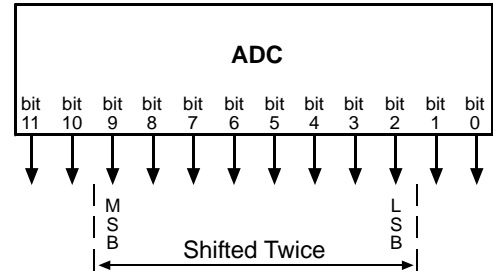 ADC
bit bit bit bit bit bit bit bit bit bit bit bit
11 10 9 8 7 6 5 4 3 2 1 0
M L
S S
B B
Shifted Twice